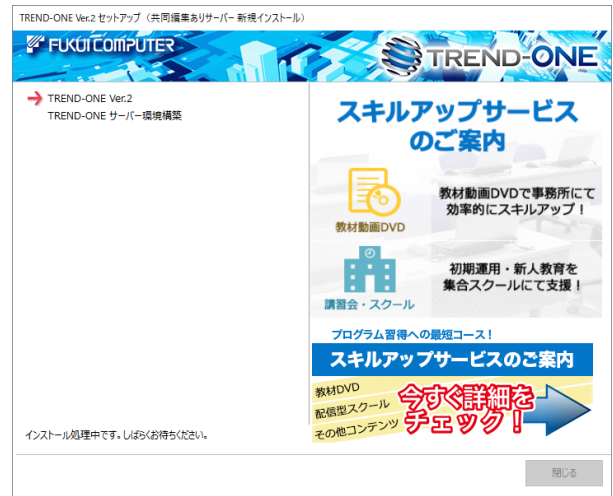 TREND-ONE Ver.2 セットアップ（共同編集ありサーバー 新規インストール）
FUKUI COMPUTER
TREND-ONE
TREND-ONE Ver.2
TREND-ONE サーバー環境構築
スキルアップサービス
のご案内
教材動画DVD
教材動画DVDで事務所にて
効率的にスキルアップ！
講習会・スクール
初期運用・新人教育を
集合スクールにて支援！
プログラム習得への最短コース！
スキルアップサービスのご案内
教材DVD
配信型スクール
その他コンテンツ
今すぐ詳細を
チェック！
インストール処理中です。しばらくお待ちください。
閉じる